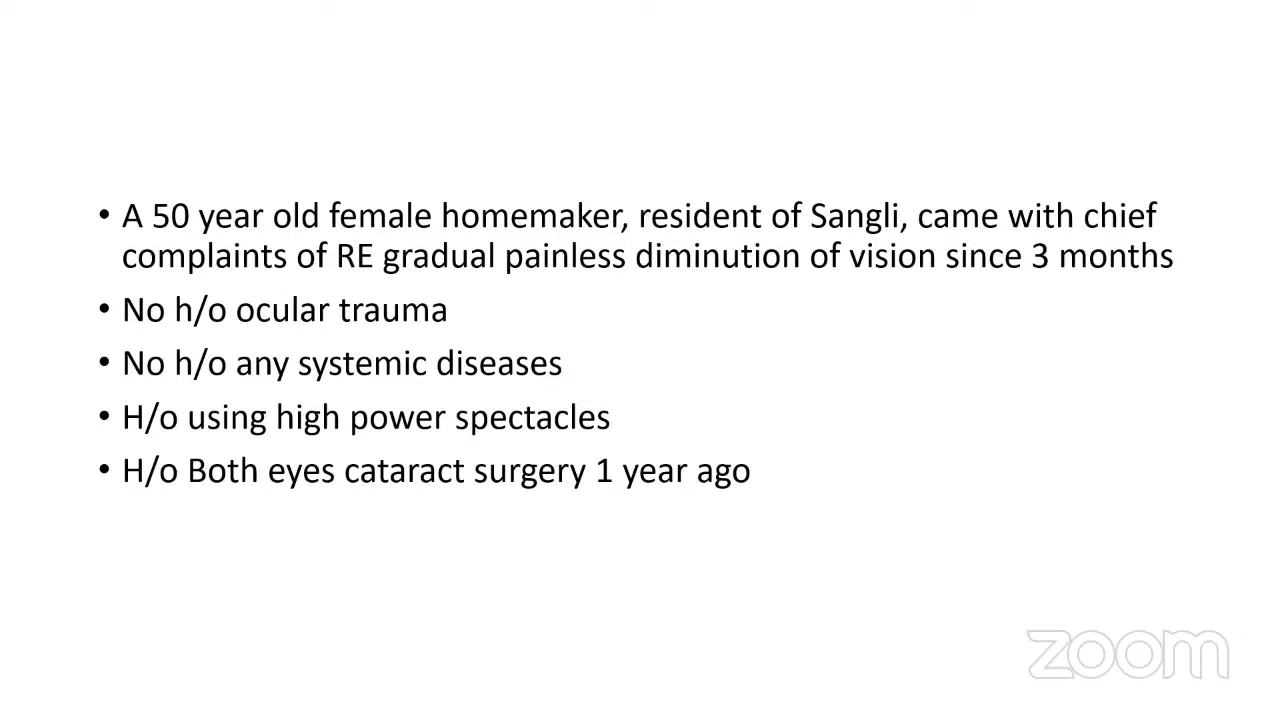 • A 50 year old female homemaker, resident of Sangli, came with chief
complaints of RE gradual painless diminution of vision since 3 months
• No h/o ocular trauma
• No h/o any systemic diseases
• H/o using high power spectacles
• H/o Both eyes cataract surgery 1 year ago
zoom